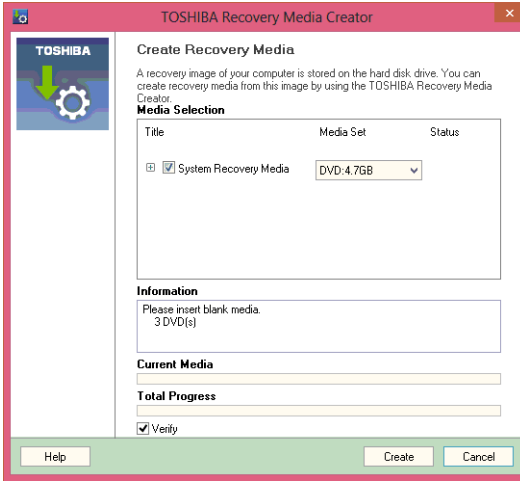 TOSHIBA Recovery Media Creator
TOSHIBA
Create Recovery Media
A recovery image of your computer is stored on the hard disk drive. You can
create recovery media from this image by using the TOSHIBA Recovery Media
Creator.
Media Selection
Title Media Set Status
System Recovery Media DVD:4.7GB
Information
Please insert blank media.
3 DVD(s)
Current Media
Total Progress
Verify
Help Create Cancel